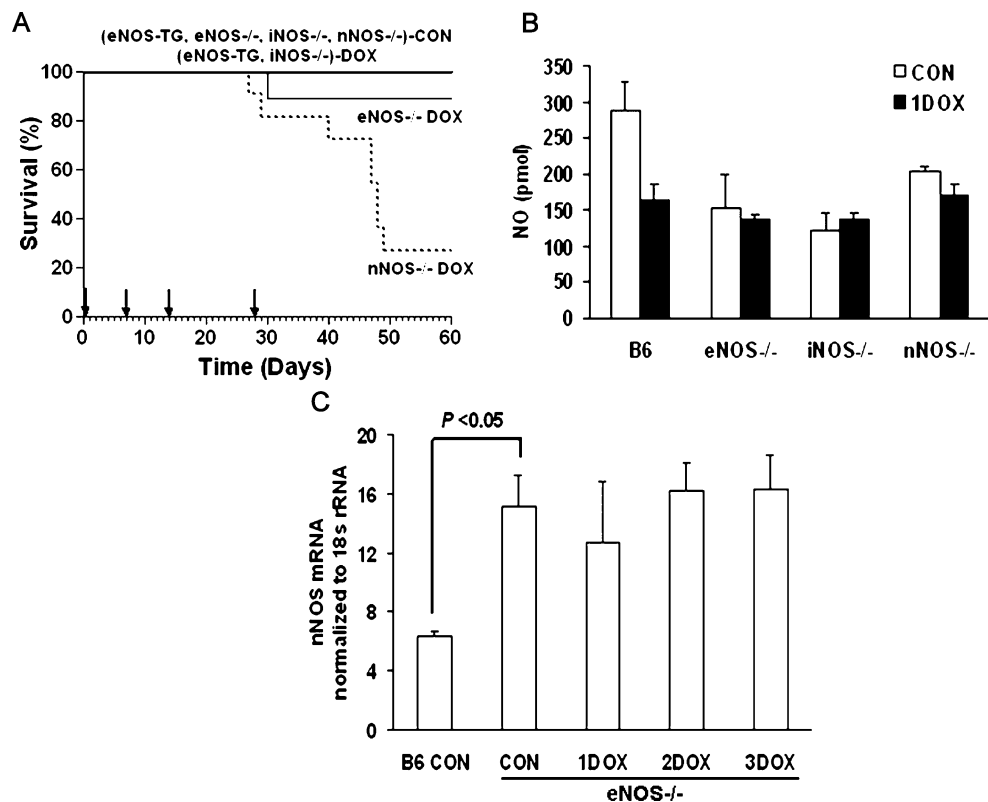 A
(eNOS-TG, eNOS-/-, iNOS-/-, nNOS-/-)-CON
(eNOS-TG, iNOS-/-)-DOX
Survival (%)
100
80
60
40
20
0
eNOS-/- DOX
nNOS-/- DOX
0 10 20 30 40 50 60
Time (Days)
B
NO (pmol)
350
300
250
200
150
100
50
0
CON
1DOX
B6 eNOS-/- iNOS-/- nNOS-/-
C
P <0.05
nNOS mRNA
normalized to 18s rRNA
20
16
12
8
4
0
B6 CON CON 1DOX 2DOX 3DOX
eNOS-/-